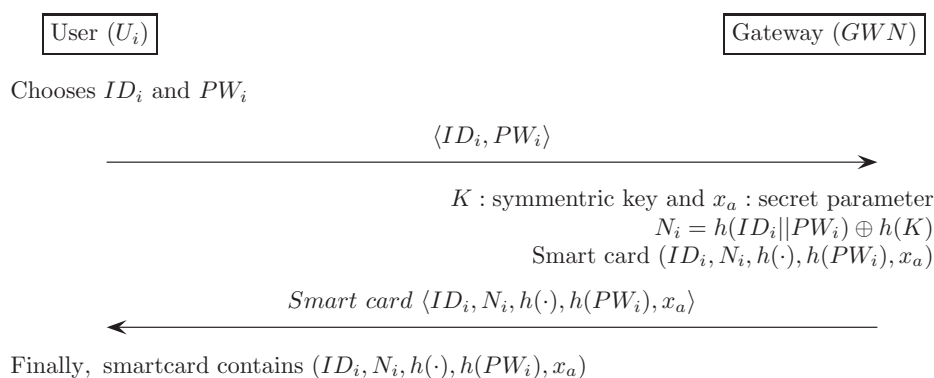 User (U_i)
Gateway (GWN)
Chooses ID_i and PW_i
⟨ID_i, PW_i⟩
K : symmentric key and x_a : secret parameter
N_i = h(ID_i||PW_i) ⊕ h(K)
Smart card (ID_i, N_i, h(·), h(PW_i), x_a)
Smart card ⟨ID_i, N_i, h(·), h(PW_i), x_a⟩
Finally, smartcard contains (ID_i, N_i, h(·), h(PW_i), x_a)